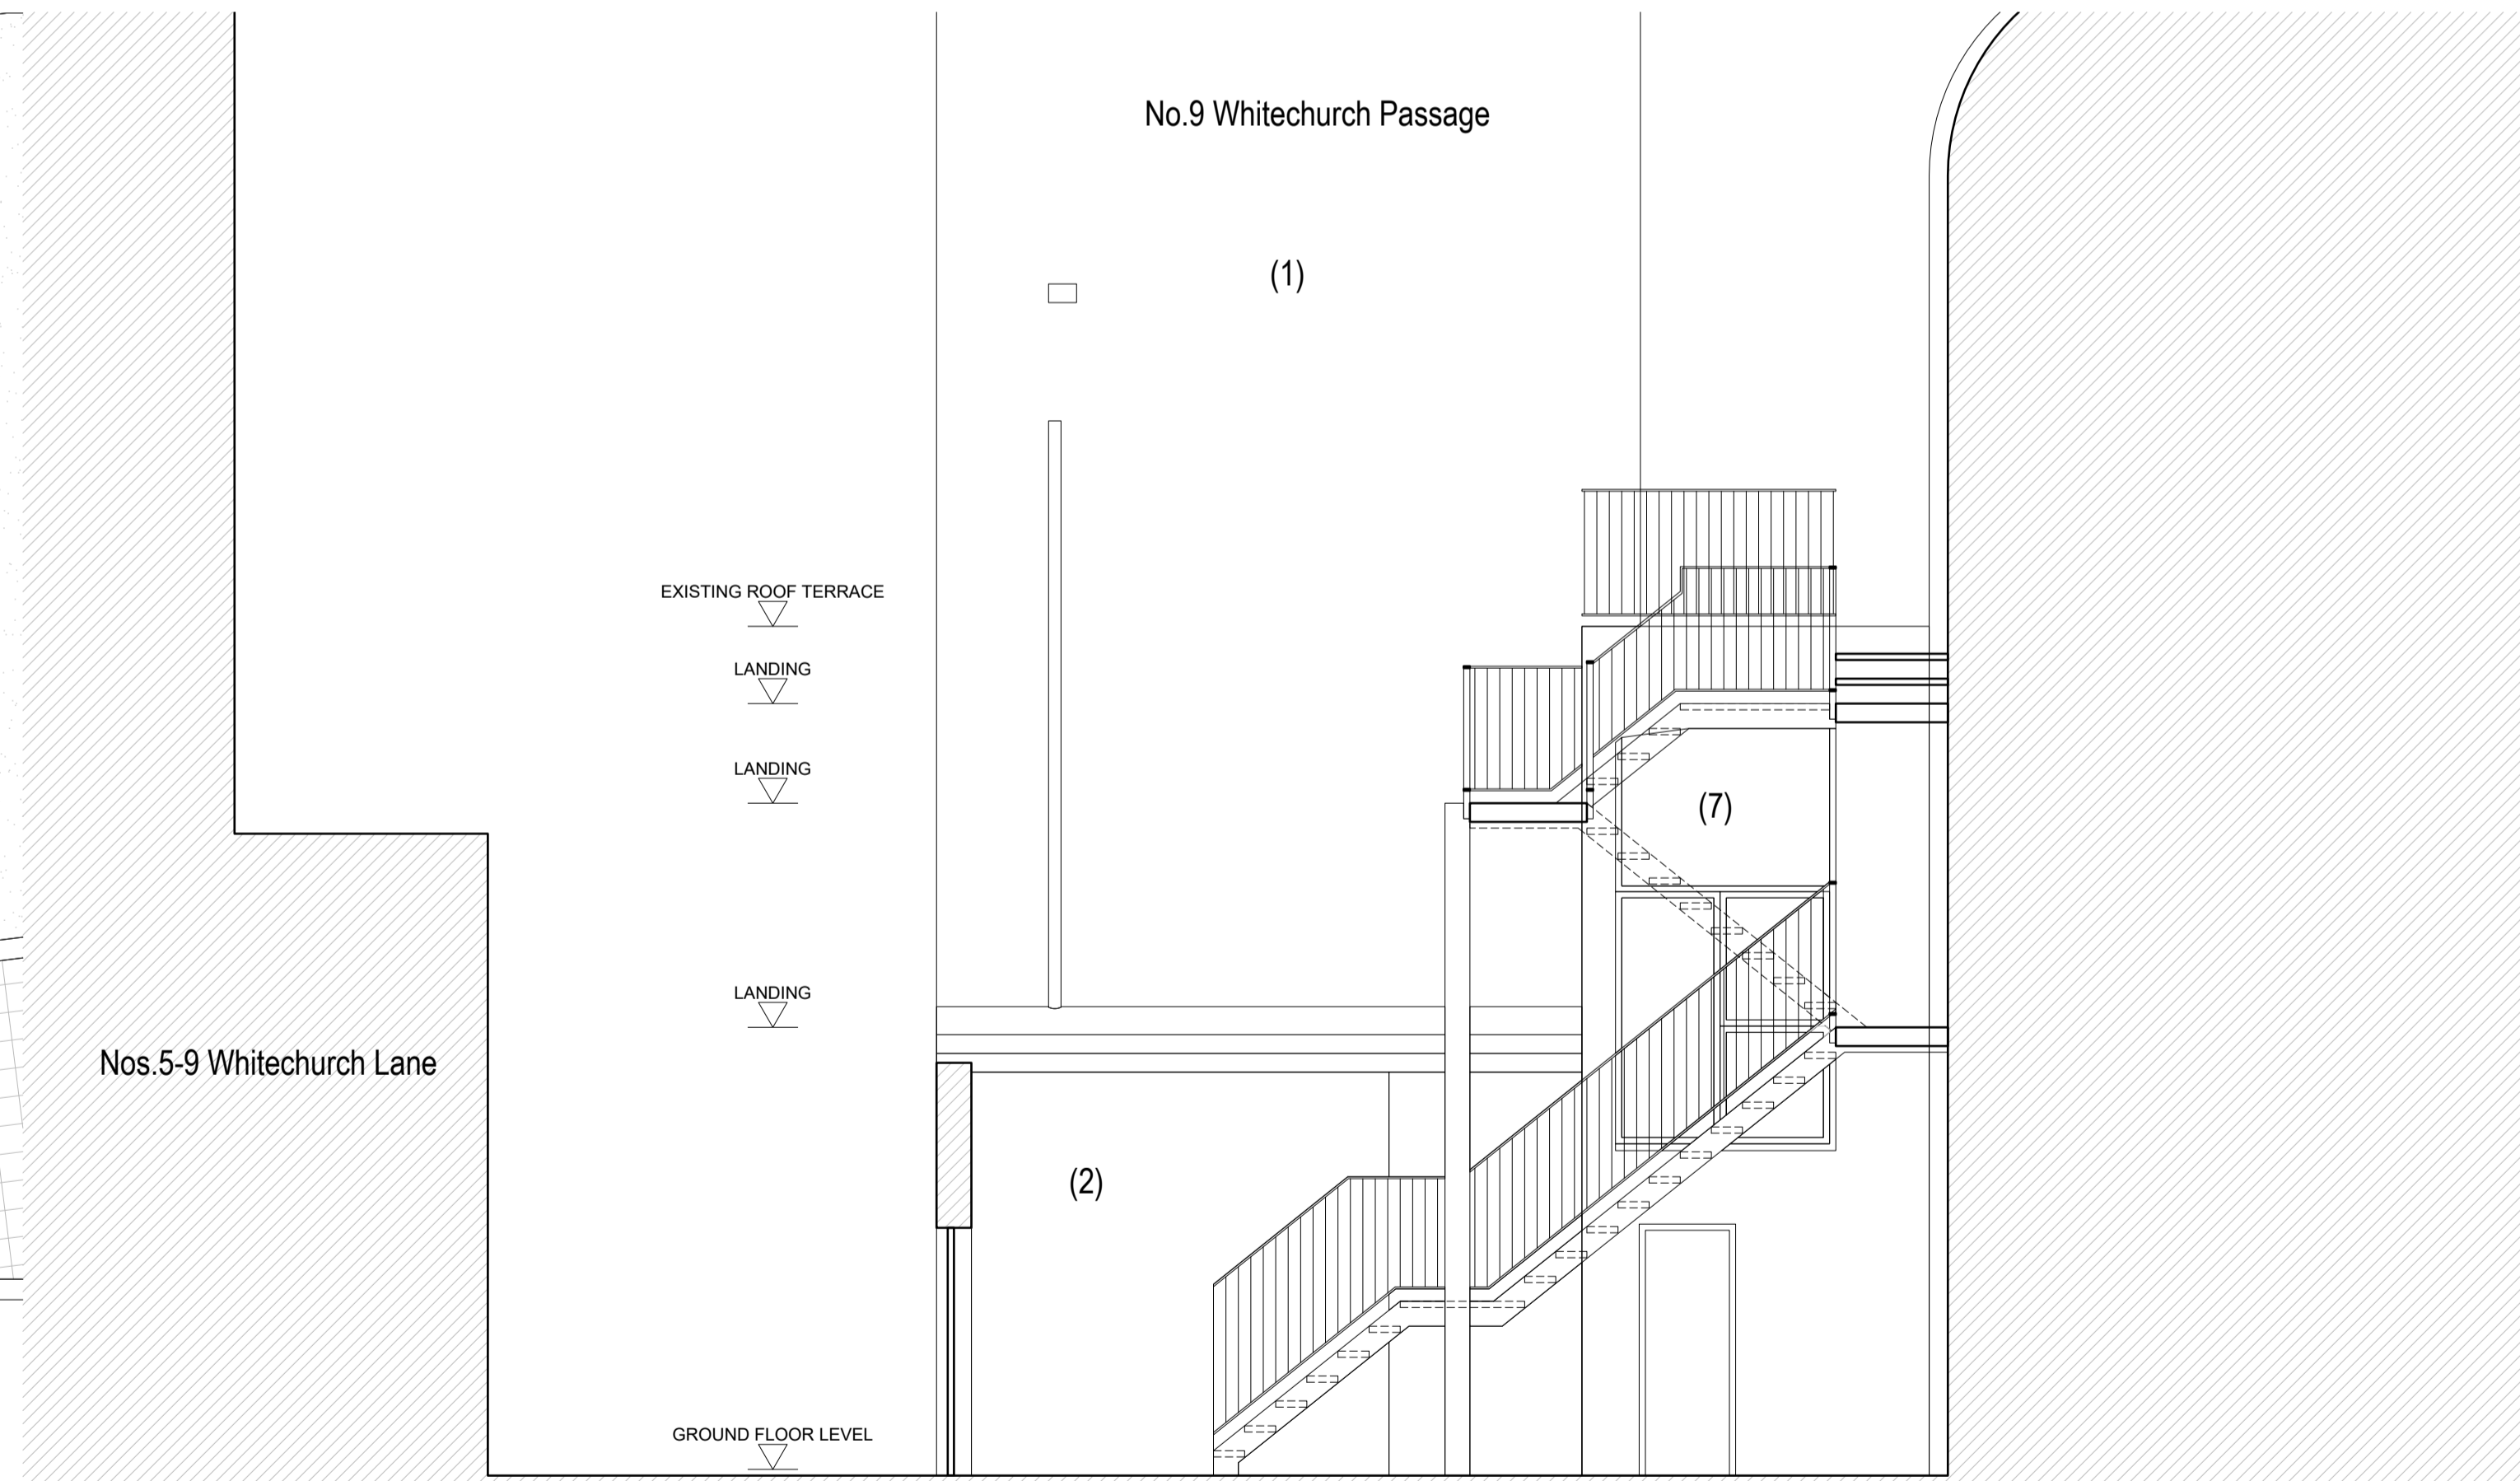 No.9 Whitechurch Passage
(1)
EXISTING ROOF TERRACE
LANDING
LANDING
(7)
LANDING
Nos.5-9 Whitechurch Lane
(2)
GROUND FLOOR LEVEL